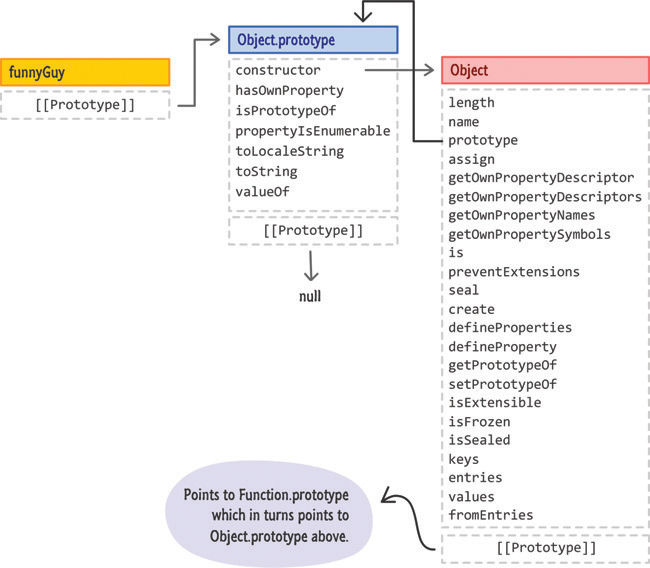 funnyGuy
[[Prototype]]
Object.prototype
constructor
hasOwnProperty
isPrototypeOf
propertyIsEnumerable
toLocaleString
toString
valueOf
[[Prototype]]
null
Object
length
name
prototype
assign
getOwnPropertyDescriptor
getOwnPropertyDescriptors
getOwnPropertyNames
getOwnPropertySymbols
is
preventExtensions
seal
create
defineProperties
defineProperty
getPrototypeOf
setPrototypeOf
isExtensible
isFrozen
isSealed
keys
entries
values
fromEntries
[[Prototype]]
Points to Function.prototype
which in turns points to
Object.prototype above.